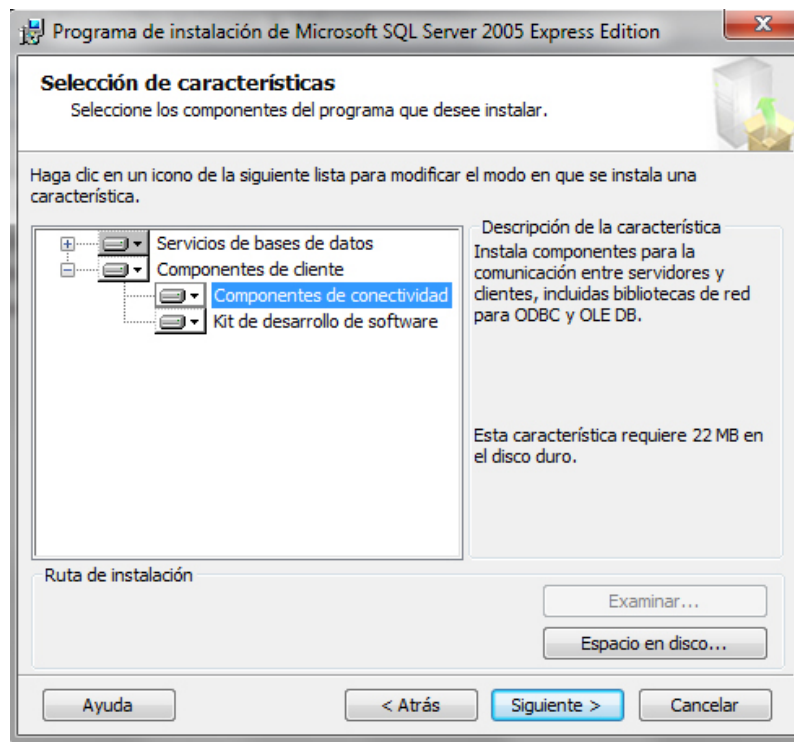 Programa de instalación de Microsoft SQL Server 2005 Express Edition
Selección de características
Seleccione los componentes del programa que desee instalar.
Haga clic en un icono de la siguiente lista para modificar el modo en que se instala una
característica.
Servicios de bases de datos
Componentes de cliente
Componentes de conectividad
Kit de desarrollo de software
Descripción de la característica
Instala componentes para la
comunicación entre servidores y
clientes, incluidas bibliotecas de red
para ODBC y OLE DB.
Esta característica requiere 22 MB en
el disco duro.
Ruta de instalación
Examinar...
Espacio en disco...
Ayuda
< Atrás
Siguiente >
Cancelar